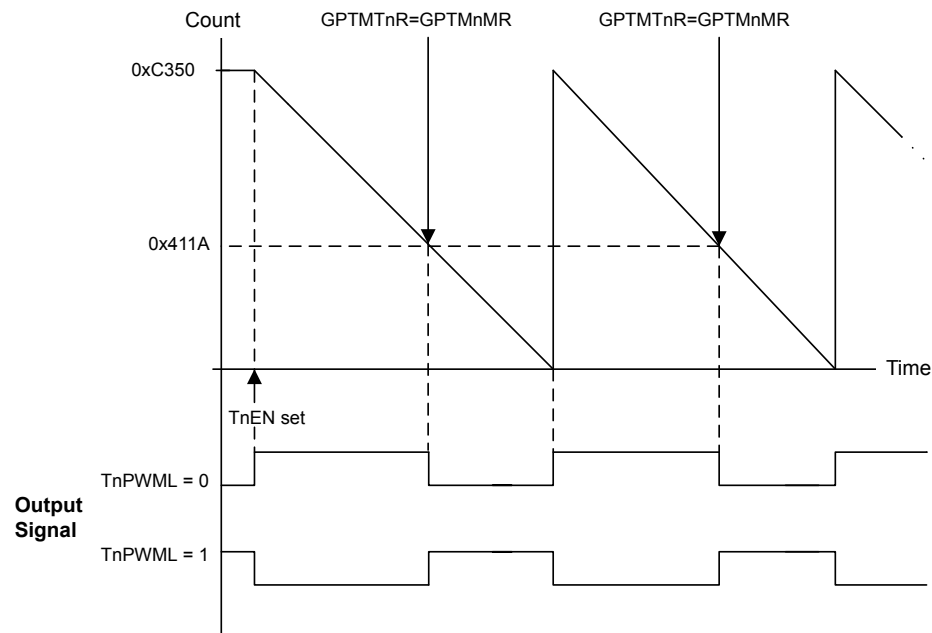 Count
GPTMTnR=GPTMnMR
GPTMTnR=GPTMnMR
0xC350
0x411A
Time
TnEN set
TnPWML = 0
Output
Signal
TnPWML = 1